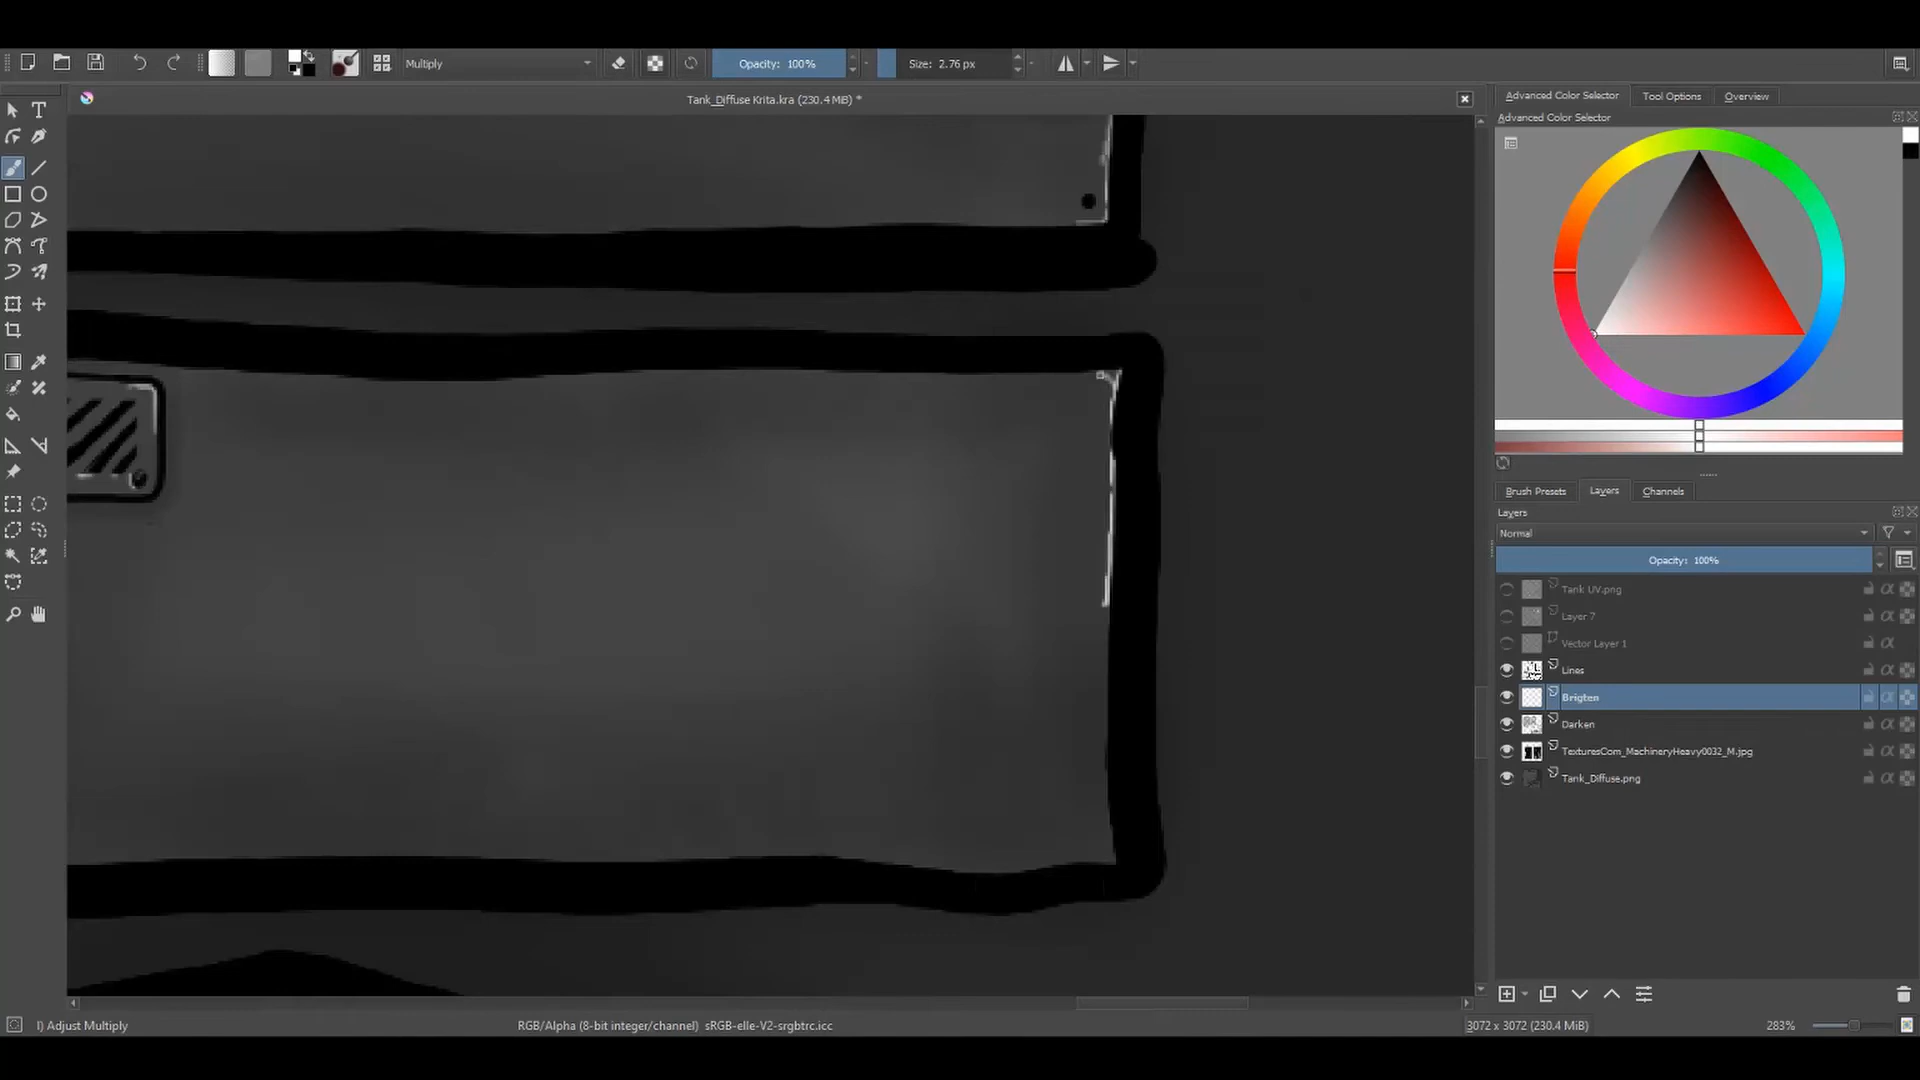 Multiply
Opacity: 100%
Size: 2.76 px
Tank_Diffuse Krita.kra (230.4 MiB) *
Advanced Color Selector
Tool Options
Overview
Advanced Color Selector
Brush Presets
Layers
Channels
Layers
Normal
Opacity: 100%
Tank UV.png
Layer 7
Vector Layer 1
Lines
Brigten
Darken
TexturesCom_MachineryHeavy0032_M.jpg
Tank_Diffuse.png
I) Adjust Multiply
RGB/Alpha (8-bit integer/channel) sRGB-elle-V2-srgbtrc.icc
3072 x 3072 (230.4 MiB)
283%